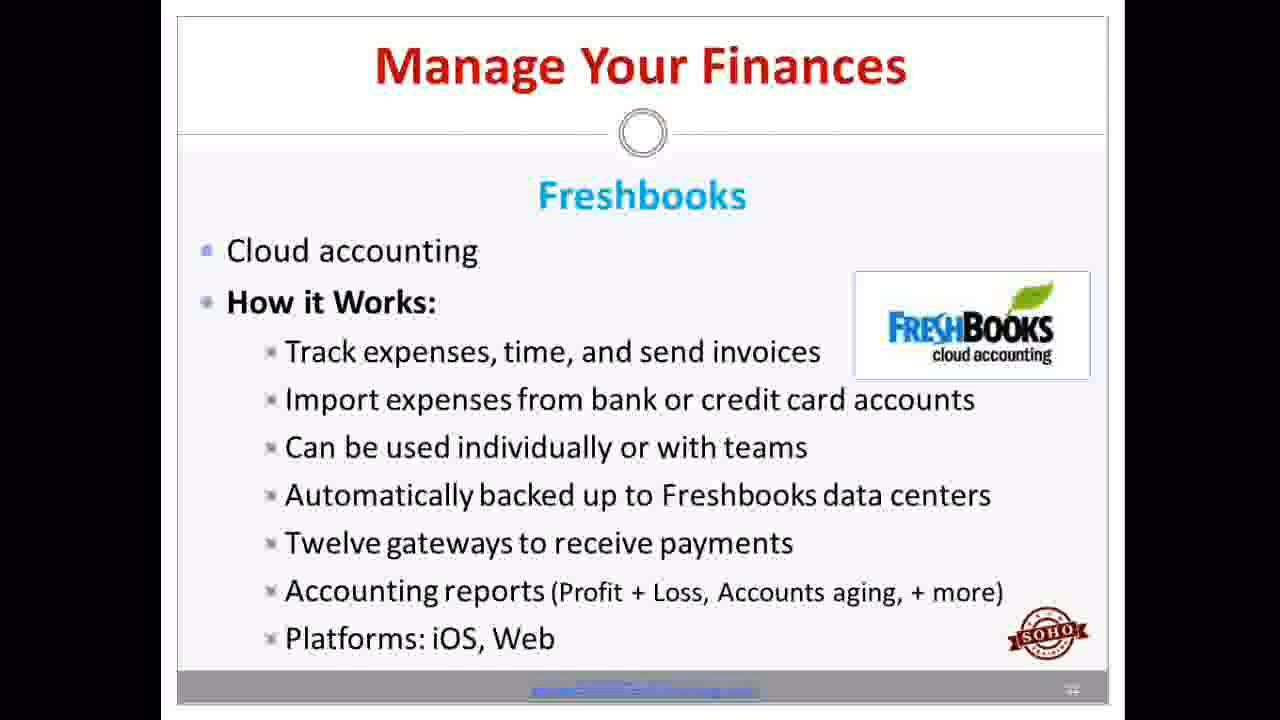 Manage Your Finances
Freshbooks
Cloud accounting
How it Works:
Track expenses, time, and send invoices
FRESHBOOKS
cloud accounting
Import expenses from bank or credit card accounts
Can be used individually or with teams
Automatically backed up to Freshbooks data centers
Twelve gateways to receive payments
Accounting reports (Profit + Loss, Accounts aging, + more)
Platforms: iOS, Web
SOHO